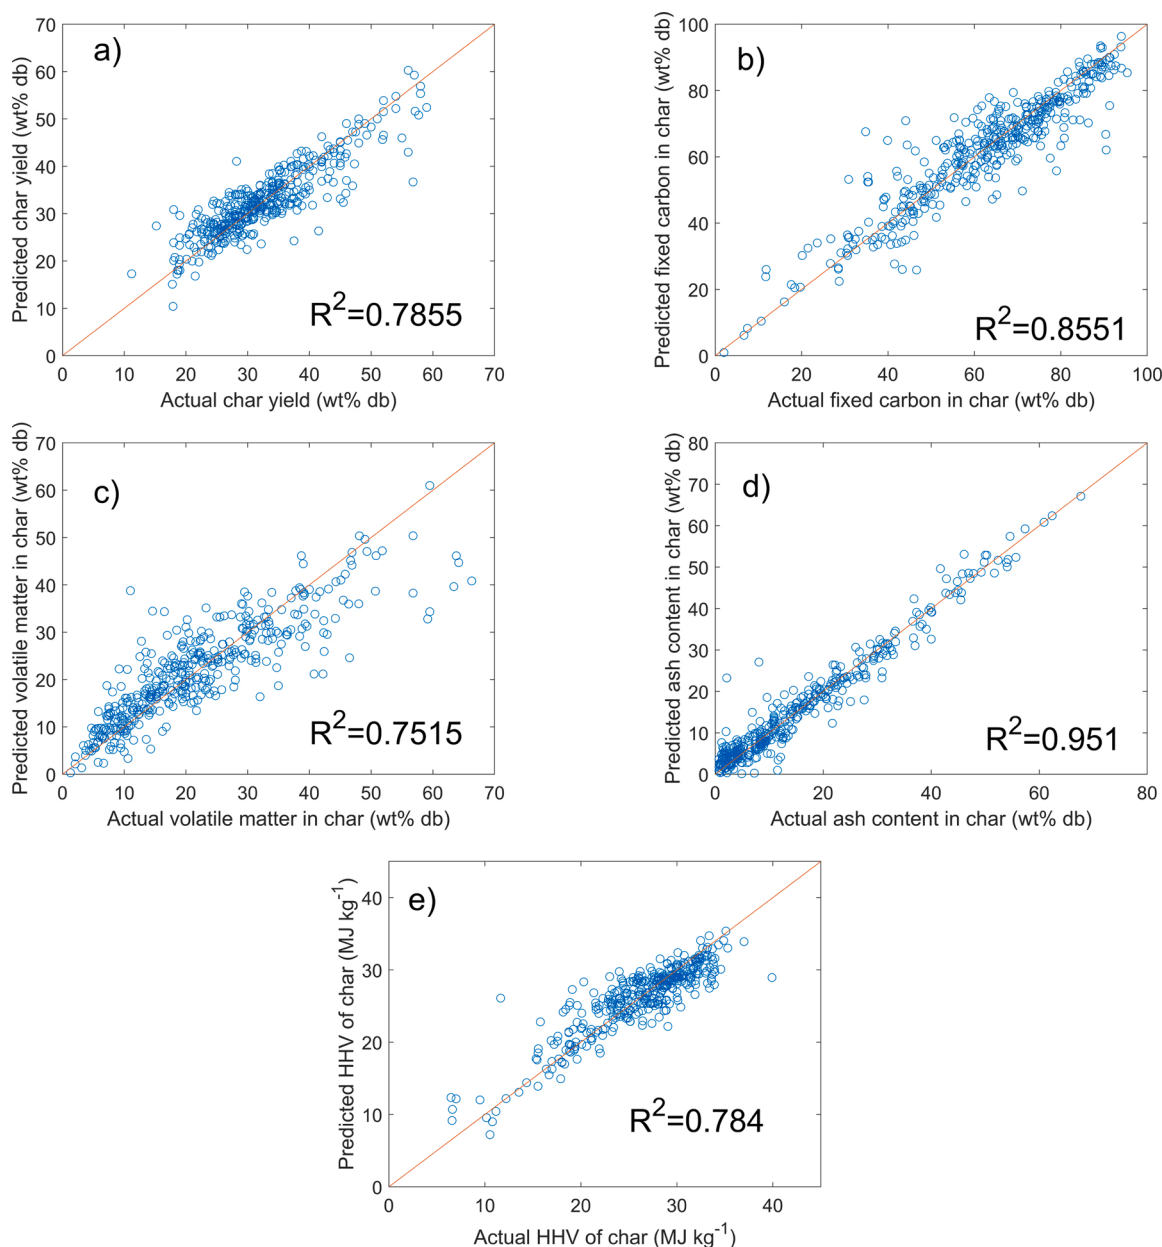 a)
Predicted char yield (wt% db)
70
60
50
40
30
20
10
0
R²=0.7855
0 10 20 30 40 50 60 70
Actual char yield (wt% db)
b)
Predicted fixed carbon in char (wt% db)
100
80
60
40
20
0
R²=0.8551
0 20 40 60 80 100
Actual fixed carbon in char (wt% db)
c)
Predicted volatile matter in char (wt% db)
70
60
50
40
30
20
10
0
R²=0.7515
0 10 20 30 40 50 60 70
Actual volatile matter in char (wt% db)
d)
Predicted ash content in char (wt% db)
80
70
60
50
40
30
20
10
0
R²=0.951
0 20 40 60 80
Actual ash content in char (wt% db)
e)
Predicted HHV of char (MJ kg⁻¹)
40
30
20
10
0
R²=0.784
0 10 20 30 40
Actual HHV of char (MJ kg⁻¹)